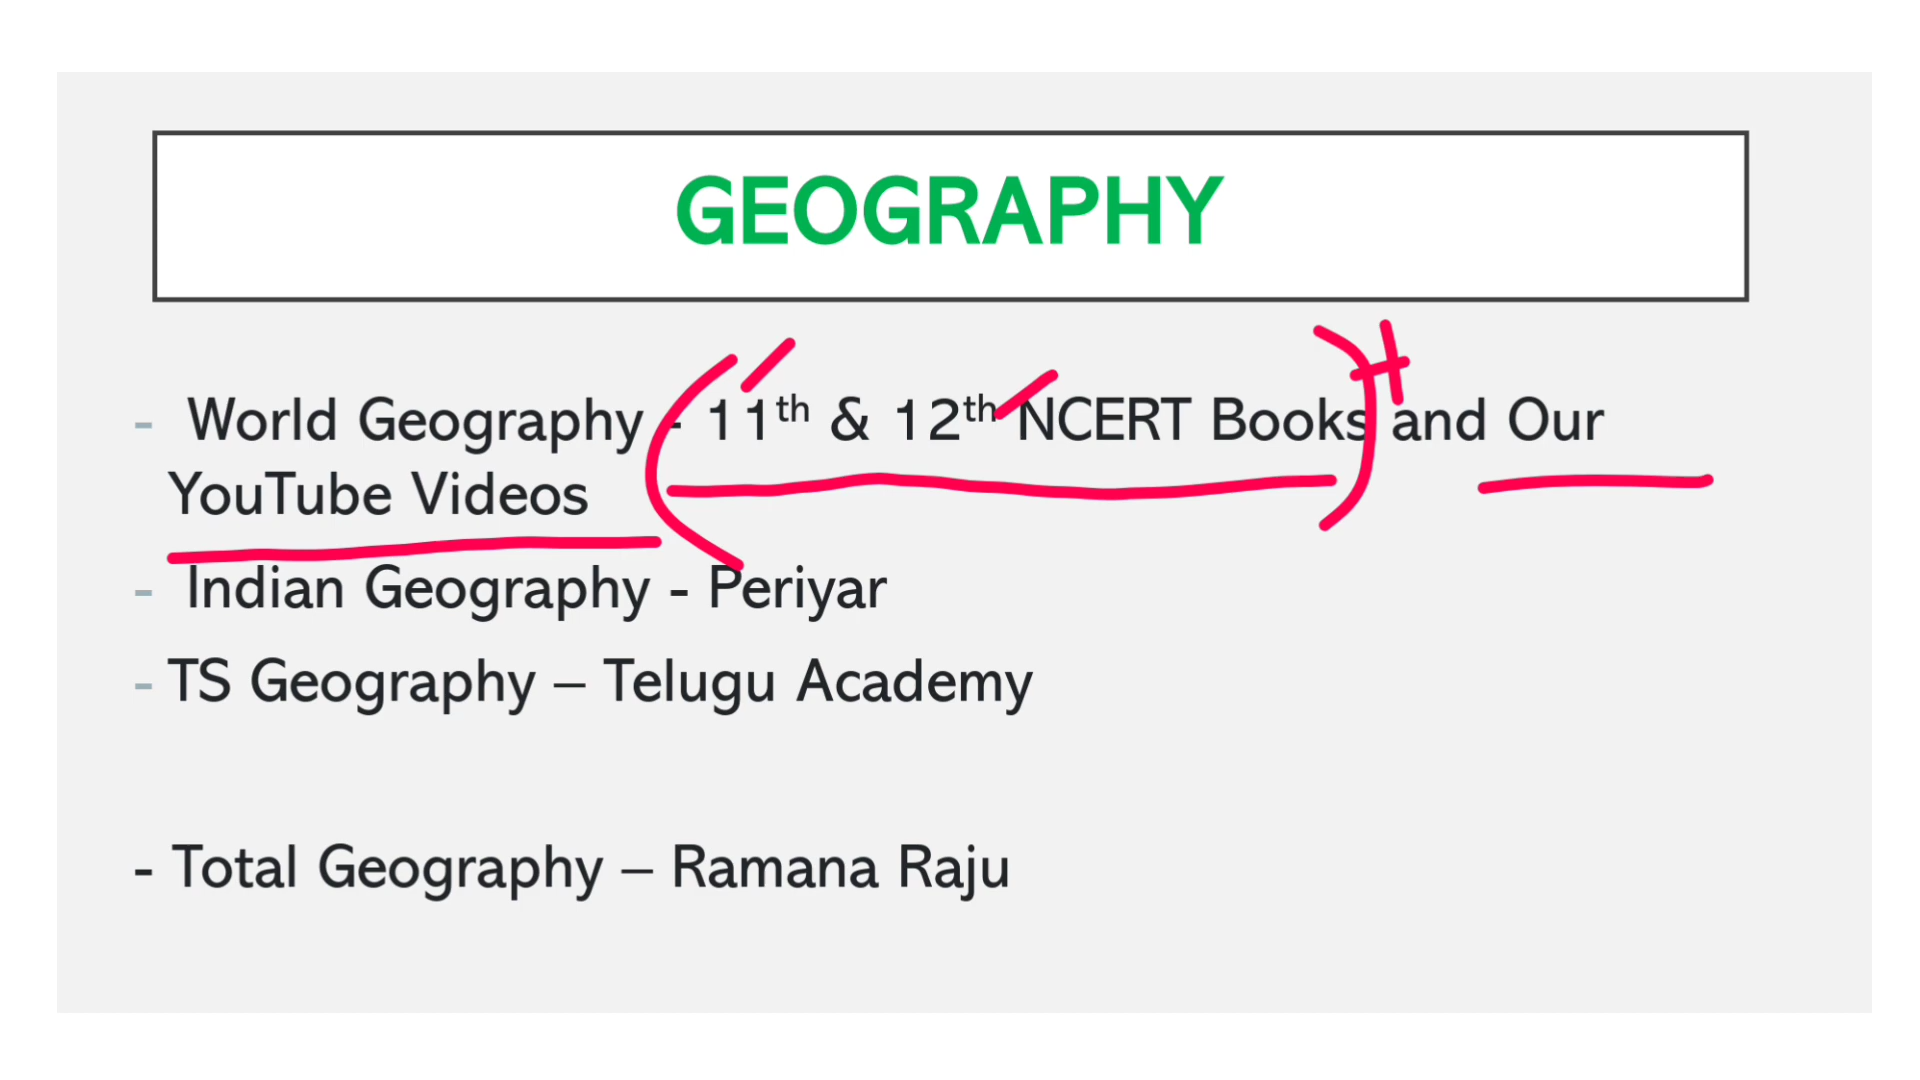 GEOGRAPHY
- World Geography - 11th & 12th NCERT Books and Our
YouTube Videos
- Indian Geography - Periyar
- TS Geography – Telugu Academy
- Total Geography – Ramana Raju